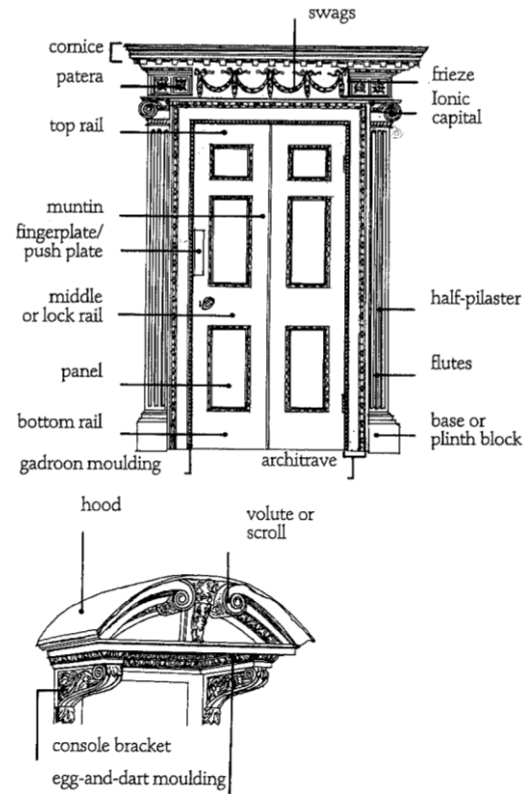 swags
cornice
patera
frieze
Ionic
capital
top rail
muntin
fingerplate/
push plate
middle
or lock rail
half-pilaster
panel
flutes
bottom rail
base or
plinth block
gadroon moulding
architrave
hood
volute or
scroll
console bracket
egg-and-dart moulding